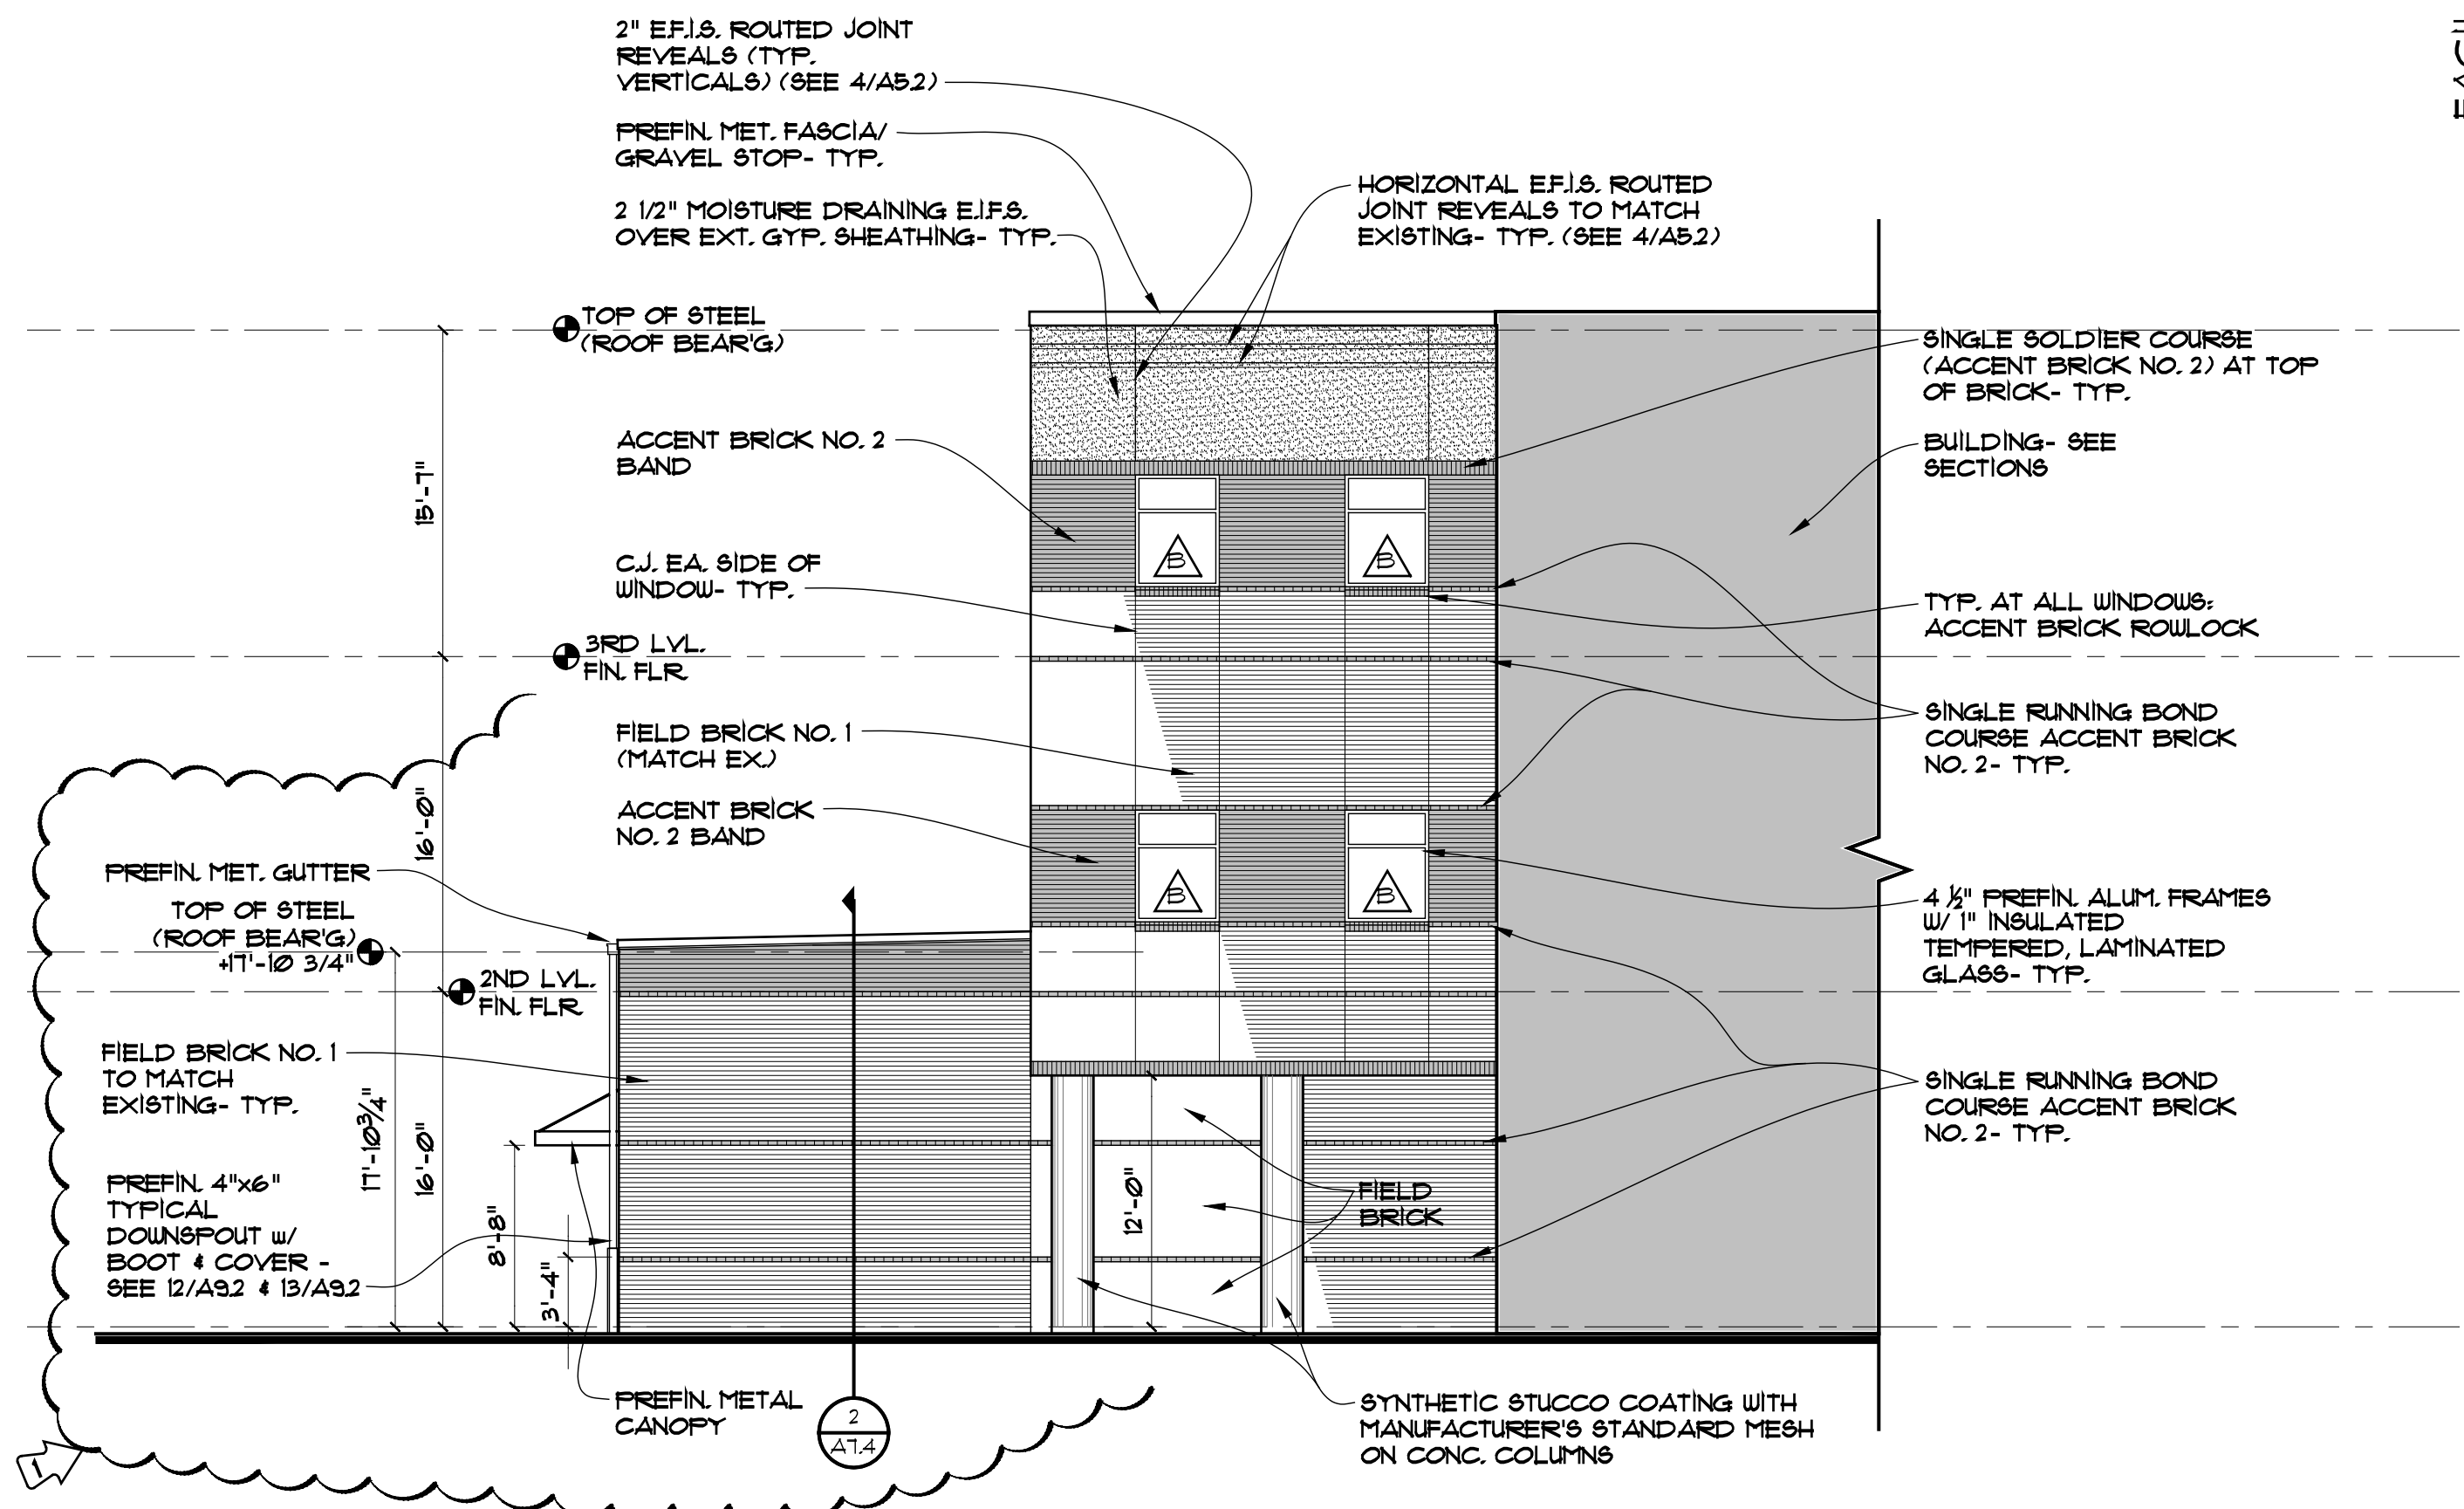 2" E.F.I.S. ROUTED JOINT
REVEALS (TYP.
VERTICALS) (SEE 4/A5.2)
PREFIN. MET. FASCIA/
GRAVEL STOP- TYP.
2 1/2" MOISTURE DRAINING E.I.F.S.
OVER EXT. GYP. SHEATHING- TYP.
HORIZONTAL E.F.I.S. ROUTED
JOINT REVEALS TO MATCH
EXISTING- TYP. (SEE 4/A5.2)
TOP OF STEEL
(ROOF BEAR'G)
SINGLE SOLDIER COURSE
(ACCENT BRICK NO. 2) AT TOP
OF BRICK- TYP.
ACCENT BRICK NO. 2
BAND
BUILDING- SEE
SECTIONS
15'-7"
B
B
C.J. EA. SIDE OF
WINDOW- TYP.
TYP. AT ALL WINDOWS:
ACCENT BRICK ROWLOCK
3RD LVL.
FIN. FLR.
FIELD BRICK NO. 1
(MATCH EX.)
SINGLE RUNNING BOND
COURSE ACCENT BRICK
NO. 2- TYP.
ACCENT BRICK
NO. 2 BAND
16'-0"
B
B
PREFIN. MET. GUTTER
TOP OF STEEL
(ROOF BEAR'G)
+17'-10 3/4"
4 ½" PREFIN. ALUM. FRAMES
W/ 1" INSULATED
TEMPERED, LAMINATED
GLASS- TYP.
2ND LVL.
FIN. FLR.
FIELD BRICK NO. 1
TO MATCH
EXISTING- TYP.
SINGLE RUNNING BOND
COURSE ACCENT BRICK
NO. 2- TYP.
17'-10¾"
16'-0"
8'-8"
3'-4"
12'-0"
PREFIN. 4"x6"
TYPICAL
DOWNSPOUT w/
BOOT & COVER -
SEE 12/A9.2 & 13/A9.2
FIELD
BRICK
PREFIN. METAL
CANOPY
2
A7.4
SYNTHETIC STUCCO COATING WITH
MANUFACTURER'S STANDARD MESH
ON CONC. COLUMNS
1